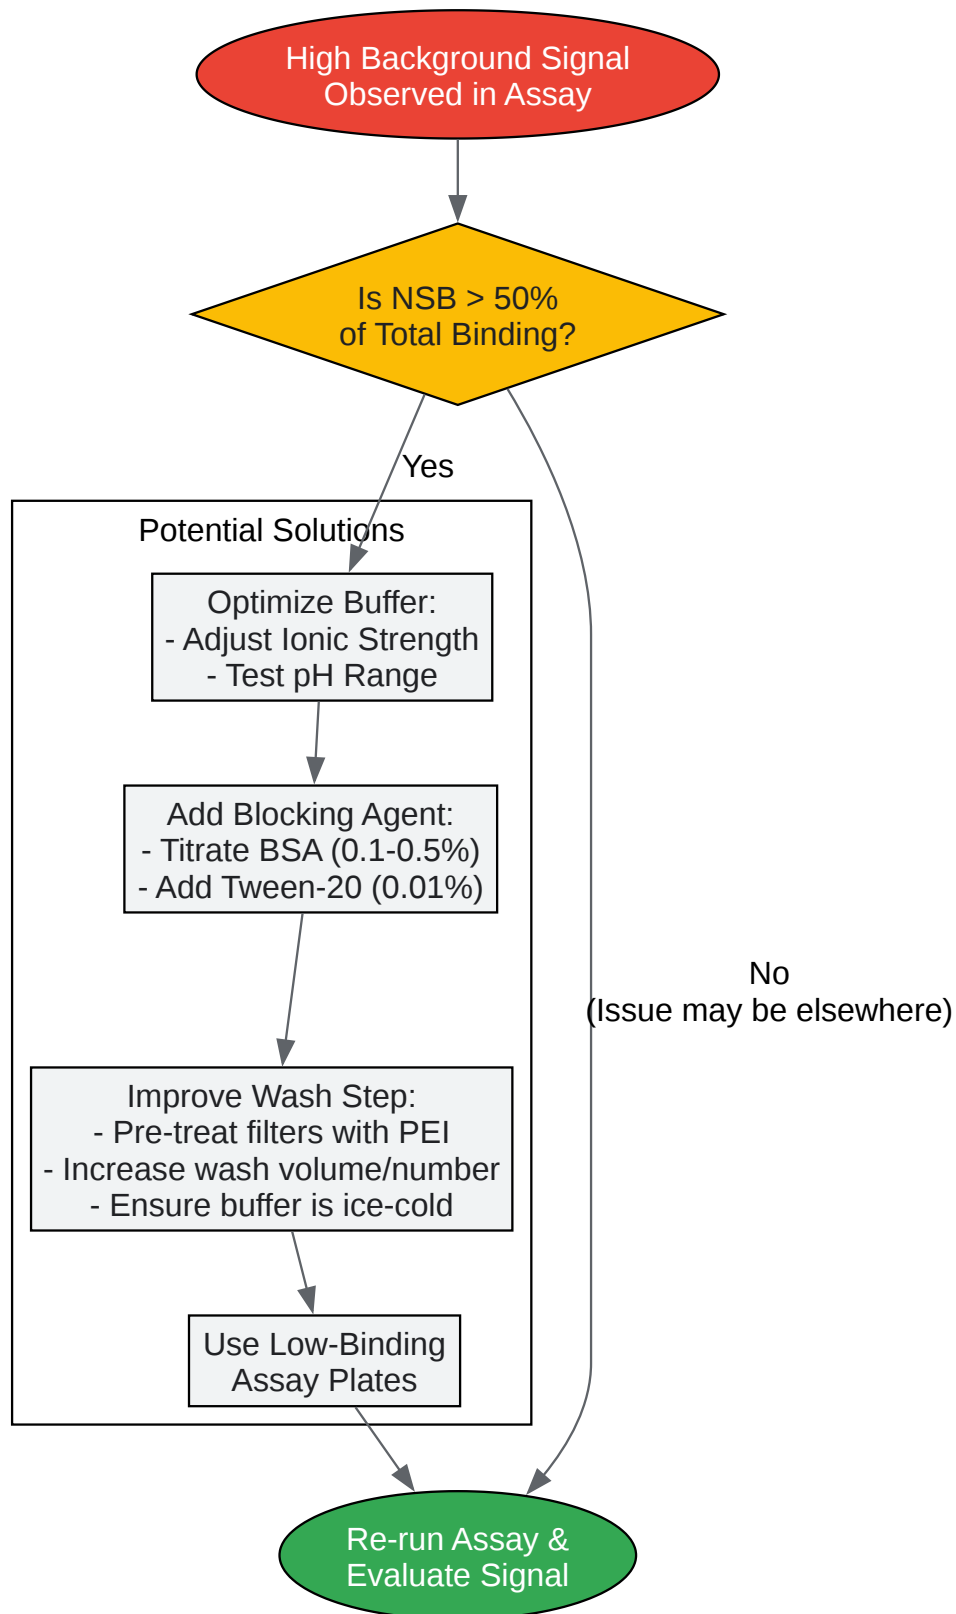 High Background Signal
Observed in Assay
Is NSB > 50%
of Total Binding?
Yes
Potential Solutions
Optimize Buffer:
- Adjust Ionic Strength
- Test pH Range
Add Blocking Agent:
- Titrate BSA (0.1-0.5%)
- Add Tween-20 (0.01%)
No
(Issue may be elsewhere)
Improve Wash Step:
- Pre-treat filters with PEI
- Increase wash volume/number
- Ensure buffer is ice-cold
Use Low-Binding
Assay Plates
Re-run Assay &
Evaluate Signal